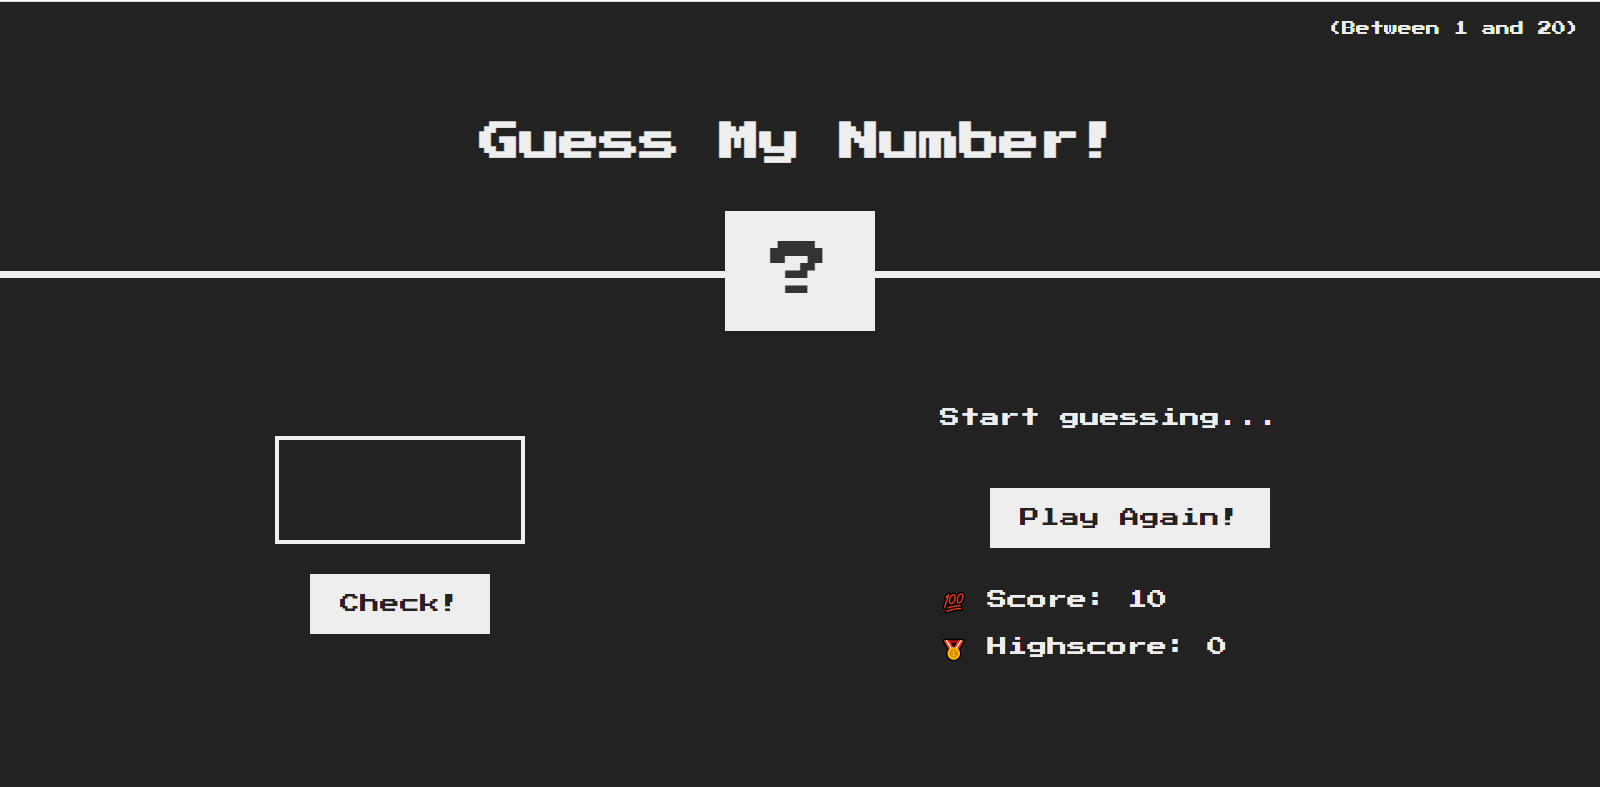 (Between 1 and 20)
Guess My Number!
?
Start guessing...
Play Again!
Check!
💯 Score: 10
🥇 Highscore: 0